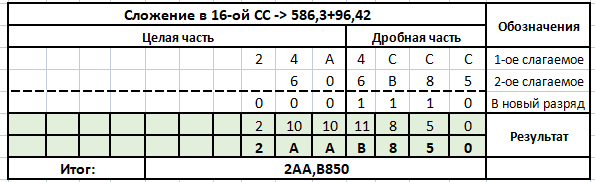 Сложение в 16-ой СС -> 586,3+96,42 Обозначения
Целая часть Дробная часть
2 4 A 4 C C C 1-ое слагаемое
6 0 6 B 8 5 2-ое слагаемое
0 0 0 1 1 1 0 В новый разряд
2 10 10 11 8 5 0 Результат
2 A A B 8 5 0
Итог: 2AA,B850